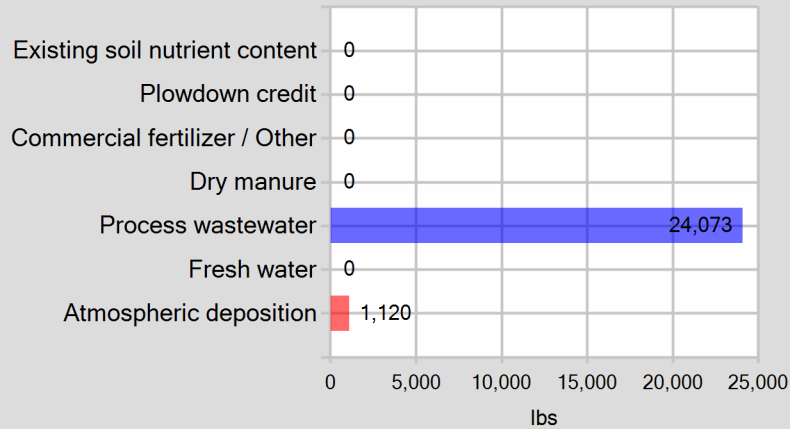 Existing soil nutrient content 0
Plowdown credit 0
Commercial fertilizer / Other 0
Dry manure 0
Process wastewater 24,073
Fresh water 0
Atmospheric deposition 1,120
0 5,000 10,000 15,000 20,000 25,000
lbs